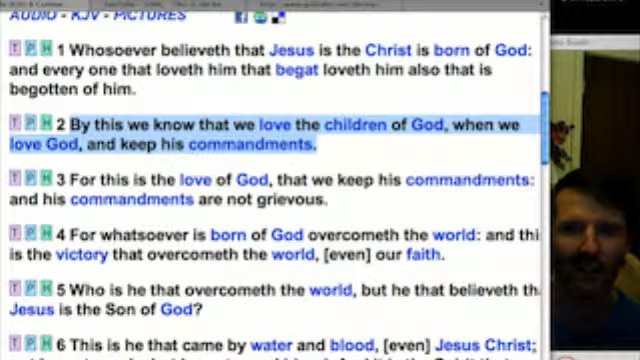 AUDIO - KJV - PICTURES
T P H 1 Whosoever believeth that Jesus is the Christ is born of God:
and every one that loveth him that begat loveth him also that is
begotten of him.
T P H 2 By this we know that we love the children of God, when we
love God, and keep his commandments.
T P H 3 For this is the love of God, that we keep his commandments:
and his commandments are not grievous.
T P H 4 For whatsoever is born of God overcometh the world: and thi
is the victory that overcometh the world, [even] our faith.
T P H 5 Who is he that overcometh the world, but he that believeth th
Jesus is the Son of God?
T P H 6 This is he that came by water and blood, [even] Jesus Christ;